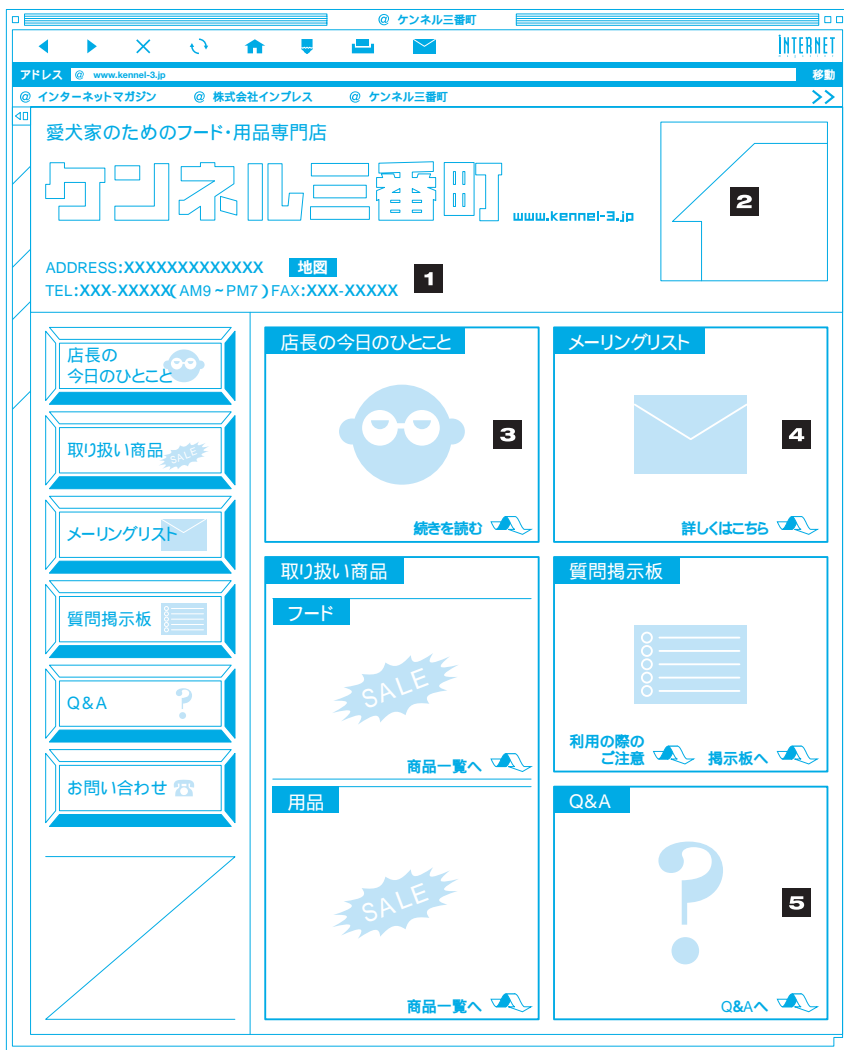 @ ケンネル三番町
INTERNET
アドレス @ www.kennel-3.jp 移動
@ インターネットマガジン @ 株式会社インプレス @ ケンネル三番町 >>
愛犬家のためのフード・用品専門店
ケンネル三番町 www.kennel-3.jp
2
ADDRESS:XXXXXXXXXXXXX 地図
TEL:XXX-XXXXX(AM9~PM7)FAX:XXX-XXXXX
1
店長の
今日のひとこと
取り扱い商品 SALE
メーリングリスト
質問掲示板
Q&A ?
お問い合わせ
店長の今日のひとこと
3
続きを読む
メーリングリスト
4
詳しくはこちら
取り扱い商品
フード
SALE
商品一覧へ
用品
SALE
商品一覧へ
質問掲示板
利用の際の
ご注意 掲示板へ
Q&A
?
5
Q&Aへ